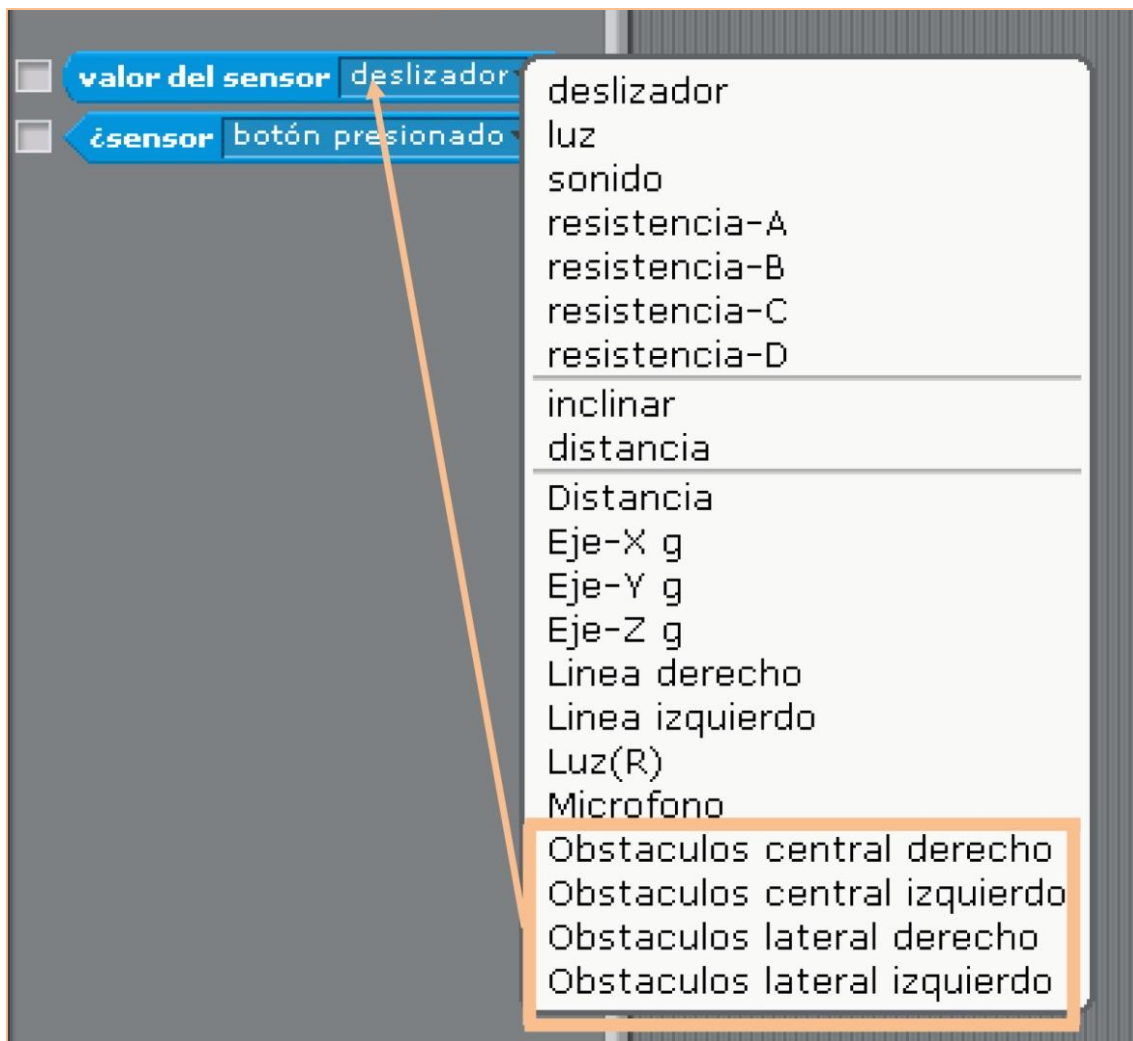 valor del sensor deslizador
¿sensor botón presionado
deslizador
luz
sonido
resistencia-A
resistencia-B
resistencia-C
resistencia-D
inclinar
distancia
Distancia
Eje-X g
Eje-Y g
Eje-Z g
Linea derecho
Linea izquierdo
Luz(R)
Microfono
Obstaculos central derecho
Obstaculos central izquierdo
Obstaculos lateral derecho
Obstaculos lateral izquierdo